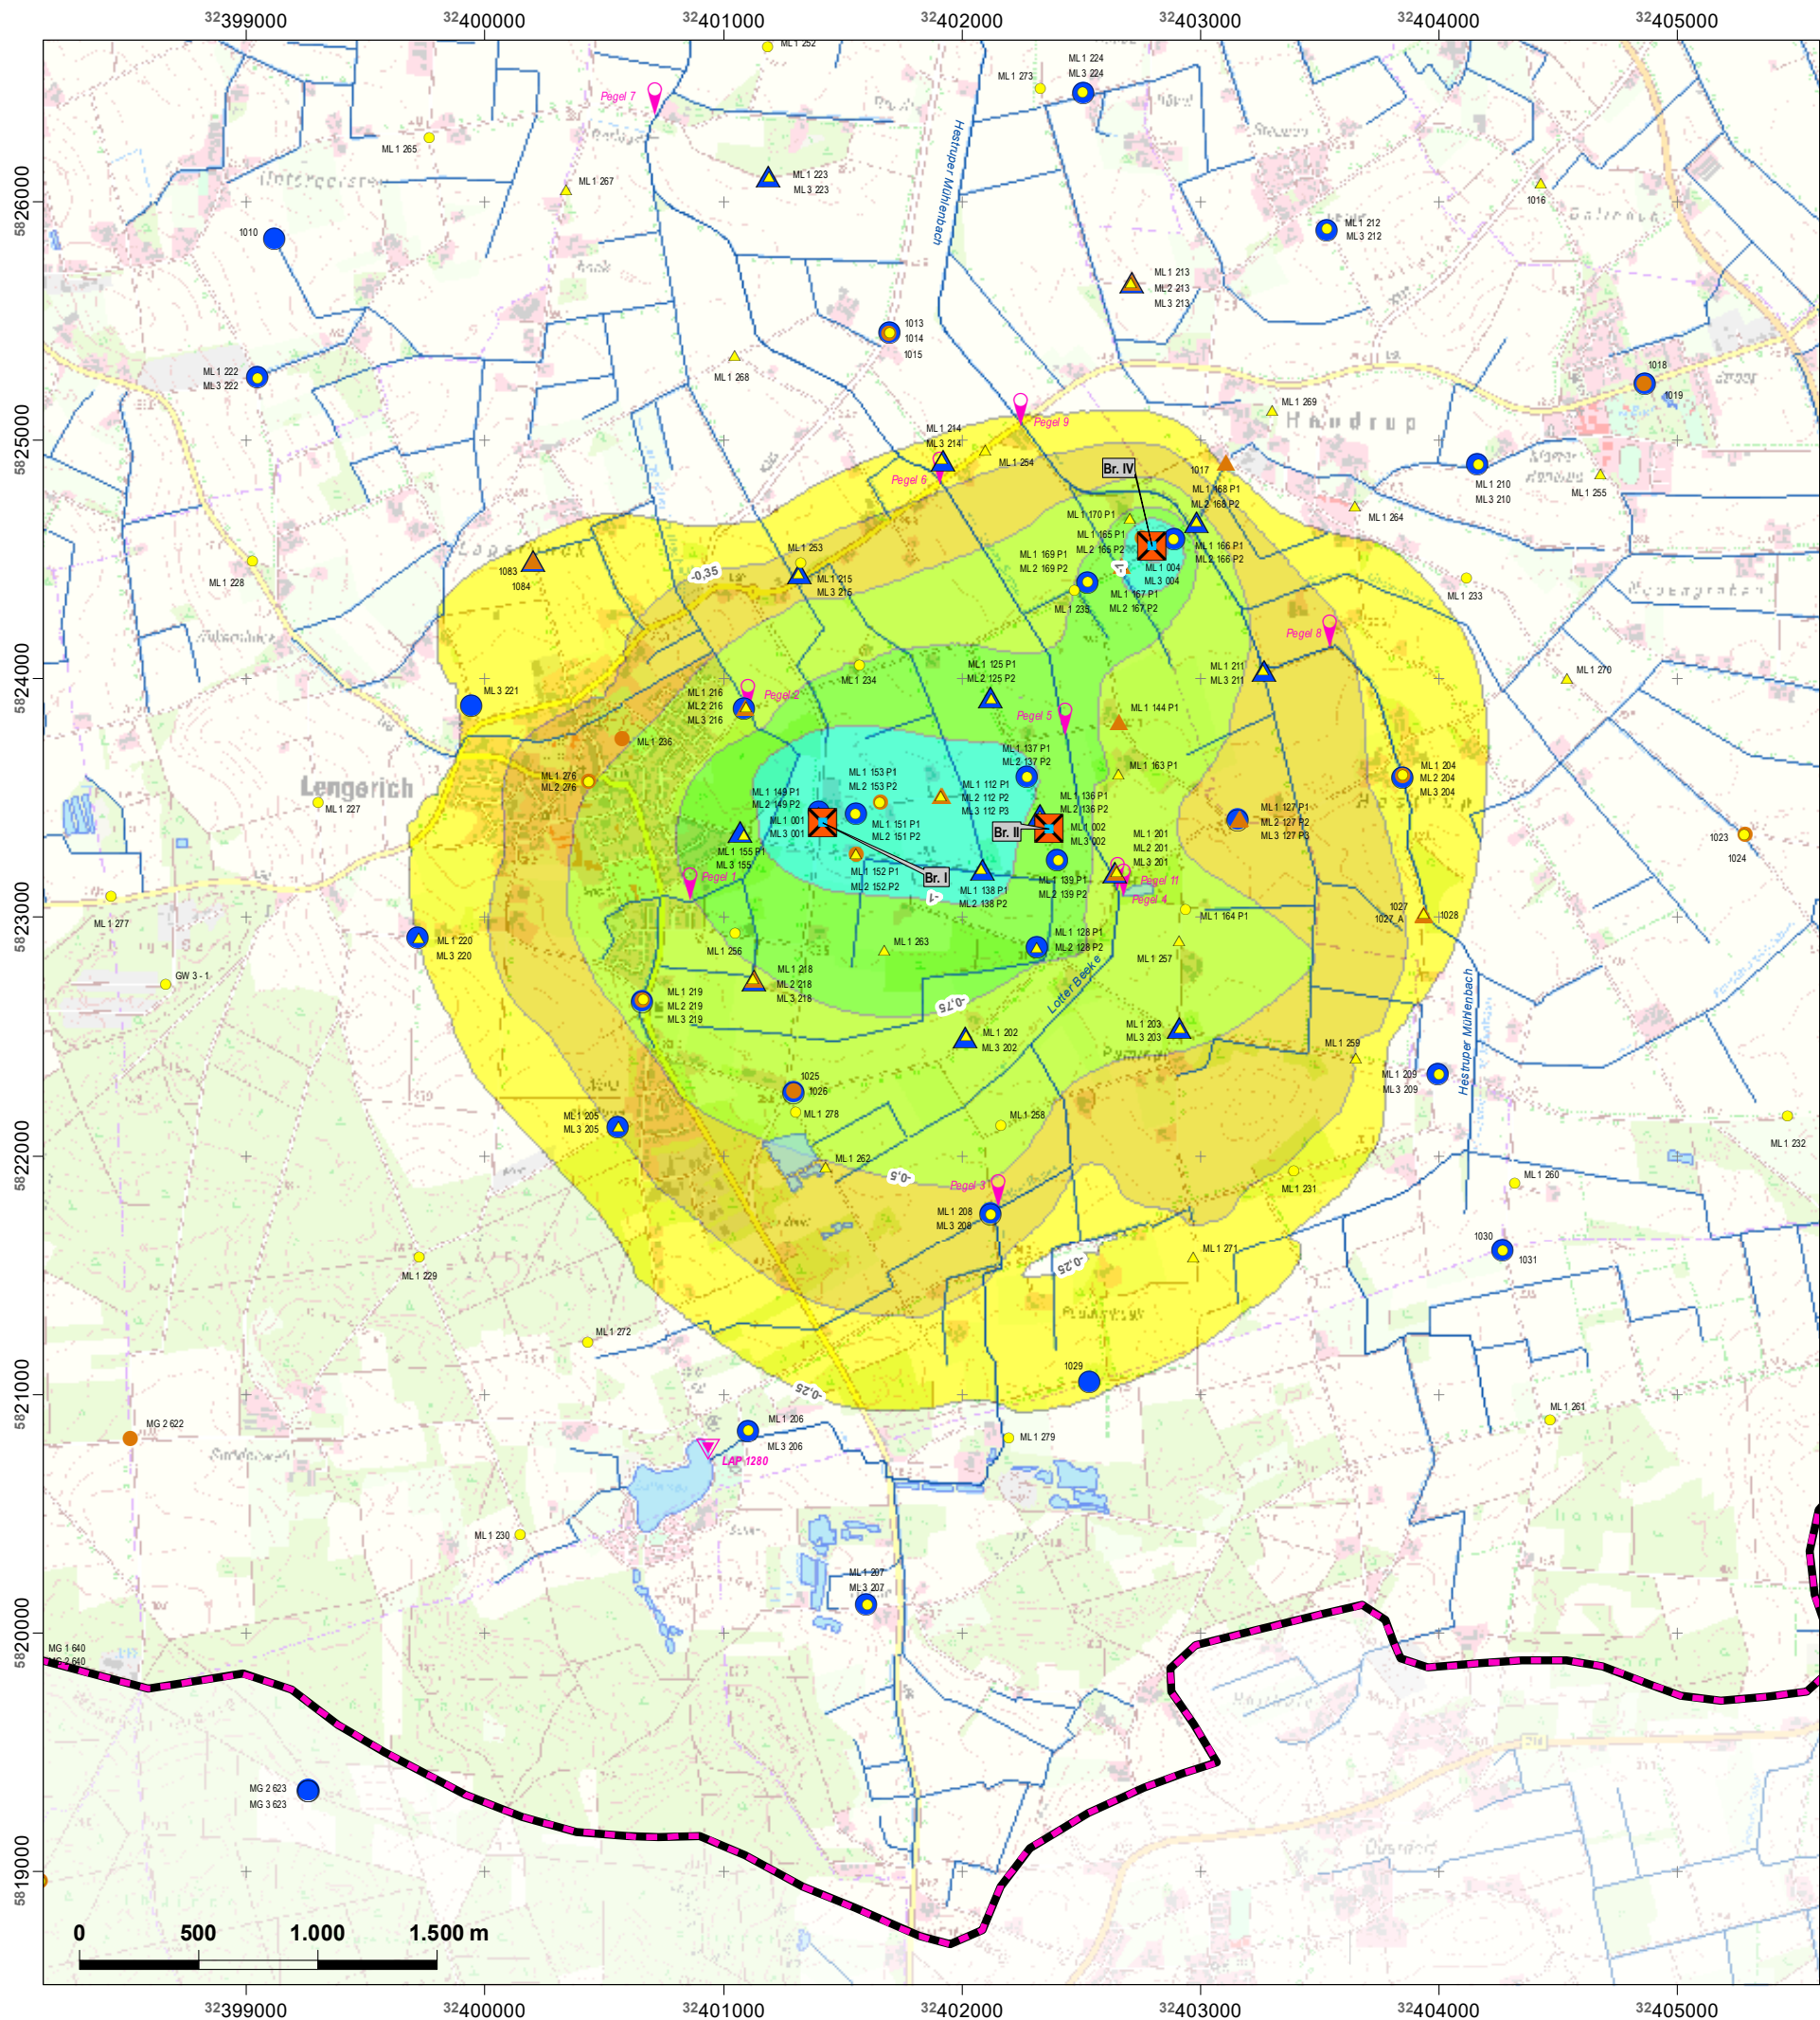 32399000 32400000 32401000 32402000 32403000 32404000 32405000
5826000
5825000
5824000
5823000
5822000
5821000
5820000
5819000
ML 1 252
ML 1 273
ML 1 224
ML 3 224
Pegel 7
ML 1 265
ML 1 267
ML 1 223
ML 3 223
Hestruper Mühlenbach
1016
1010
ML 1 212
ML 3 212
ML 1 213
ML 2 213
ML 3 213
1013
1014
1015
ML 1 268
ML 1 222
ML 3 222
1018
1019
ML 1 269
Handrup
Pegel 9
ML 1 214
ML 3 214
ML 1 254
Pegel 6
Br. IV
1017
ML 1 210
ML 3 210
ML 1 255
ML 1 264
ML 1 168 P1
ML 2 168 P2
ML 1 170 P1
ML 1 165 P1
ML 2 165 P2
ML 1 166 P1
ML 2 166 P2
ML 1 169 P1
ML 2 169 P2
ML 1 004
ML 3 004
-1
ML 1 167 P1
ML 2 167 P2
ML 1 235
ML 1 233
1083
1084
ML 1 228
-0,35
ML 1 253
ML 1 215
ML 3 215
Pegel 8
ML 1 234
ML 1 125 P1
ML 2 125 P2
ML 1 211
ML 3 211
ML 1 270
ML 3 221
ML 1 216
ML 2 216
ML 3 216
Pegel 2
Pegel 5
ML 1 144 P1
ML 1 236
ML 1 276
ML 2 276
Lengerich
ML 1 227
ML 1 137 P1
ML 2 137 P2
ML 1 163 P1
ML 1 204
ML 2 204
ML 3 204
ML 1 153 P1
ML 2 153 P2
ML 1 149 P1
ML 2 149 P2
ML 1 001
ML 3 001
ML 1 112 P1
ML 2 112 P2
ML 3 112 P3
ML 1 136 P1
ML 2 136 P2
ML 1 151 P1
ML 2 151 P2
Br. II
ML 1 002
ML 3 002
ML 1 127 P1
ML 2 127 P2
ML 3 127 P3
1023
1024
ML 1 155 P1
ML 3 155
ML 1 152 P1
ML 2 152 P2
Br. I
-1
ML 1 138 P1
ML 2 138 P2
ML 1 139 P1
ML 2 139 P2
ML 1 201
ML 2 201
ML 3 201
Pegel 11
Pegel 4
Pegel 1
ML 1 277
ML 1 164 P1
1027
1027_A
1028
ML 1 220
ML 3 220
ML 1 256
ML 1 263
ML 1 128 P1
ML 2 128 P2
ML 1 257
GW 3 - 1
ML 1 218
ML 2 218
ML 3 218
ML 1 219
ML 2 219
ML 3 219
-0,75
Lotter Beeke
Hestruper Mühlenbach
ML 1 202
ML 3 202
ML 1 203
ML 3 203
ML 1 259
ML 1 209
ML 3 209
1025
1026
ML 1 278
ML 1 205
ML 3 205
ML 1 258
ML 1 232
ML 1 262
-0,5
Pegel 3
ML 1 231
ML 1 260
ML 1 208
ML 3 208
ML 1 229
-0,25
ML 1 271
1030
1031
ML 1 272
1029
-0,25
ML 1 261
MG 2 622
ML 1 206
ML 3 206
LAP 1280
ML 1 279
ML 1 230
ML 1 207
ML 3 207
MG 1 640
MG 2 640
MG 2 623
MG 3 623
0 500 1.000 1.500 m
32399000 32400000 32401000 32402000 32403000 32404000 32405000